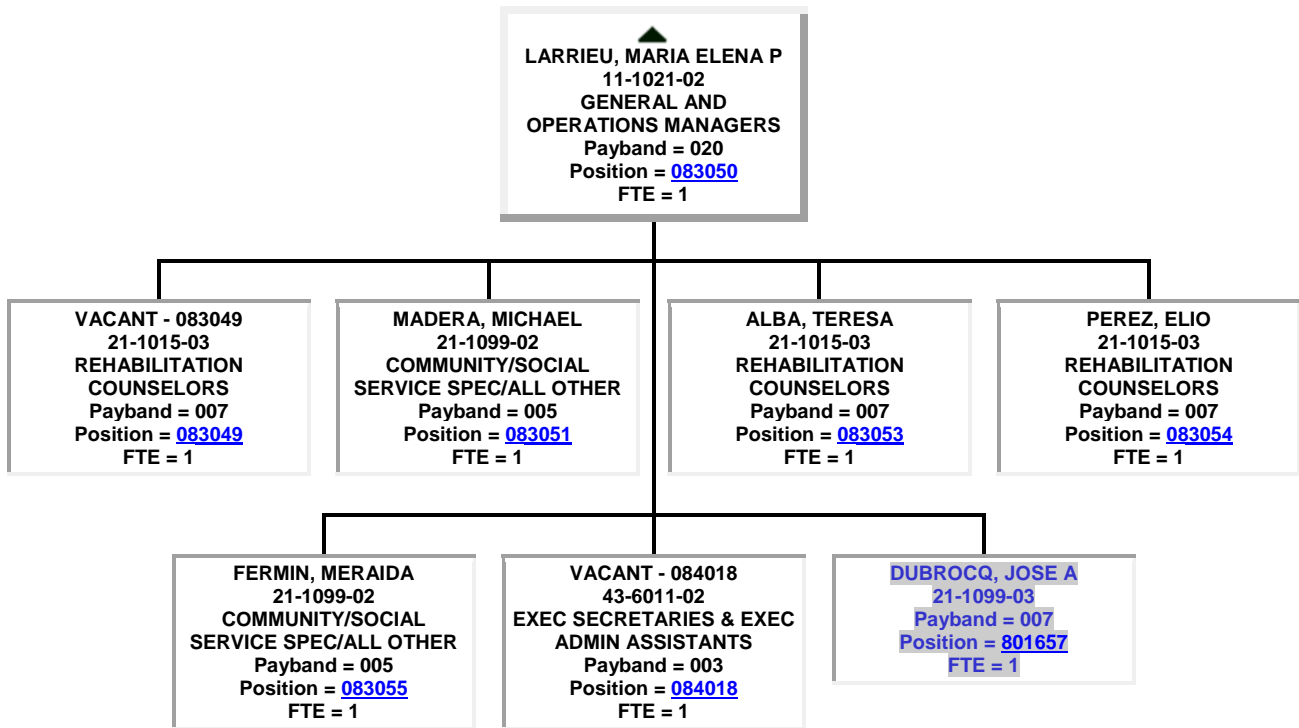 LARRIEU, MARIA ELENA P
11-1021-02
GENERAL AND
OPERATIONS MANAGERS
Payband = 020
Position = 083050
FTE = 1
VACANT - 083049
21-1015-03
REHABILITATION
COUNSELORS
Payband = 007
Position = 083049
FTE = 1
MADERA, MICHAEL
21-1099-02
COMMUNITY/SOCIAL
SERVICE SPEC/ALL OTHER
Payband = 005
Position = 083051
FTE = 1
ALBA, TERESA
21-1015-03
REHABILITATION
COUNSELORS
Payband = 007
Position = 083053
FTE = 1
PEREZ, ELIO
21-1015-03
REHABILITATION
COUNSELORS
Payband = 007
Position = 083054
FTE = 1
FERMIN, MERAIDA
21-1099-02
COMMUNITY/SOCIAL
SERVICE SPEC/ALL OTHER
Payband = 005
Position = 083055
FTE = 1
VACANT - 084018
43-6011-02
EXEC SECRETARIES & EXEC
ADMIN ASSISTANTS
Payband = 003
Position = 084018
FTE = 1
DUBROCQ, JOSE A
21-1099-03
Payband = 007
Position = 801657
FTE = 1